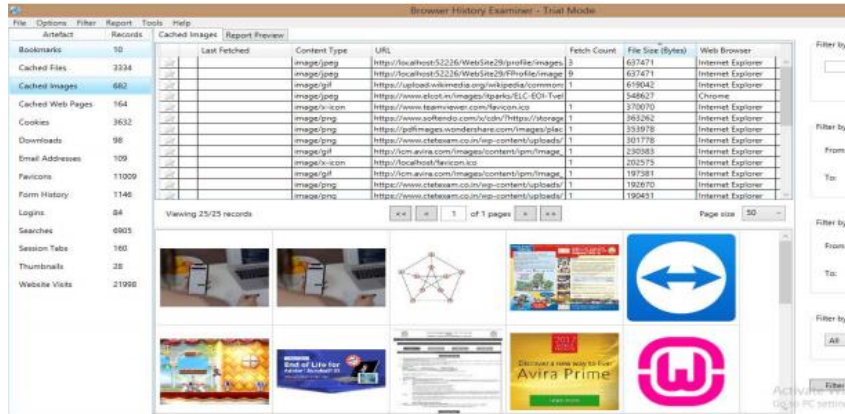 Browser History Examiner - Trial Mode
File Options Filter Report Tools Help
Artefact Records
Bookmarks 10
Cached Files 3334
Cached Images 682
Cached Web Pages 164
Cookies 3632
Downloads 98
Email Addresses 109
Favicons 11009
Form History 1146
Logins 84
Searches 6905
Session Tabs 160
Thumbnails 28
Website Visits 21998
Cached Images Report Preview
Last Fetched Content Type URL Fetch Count File Size (Bytes) Web Browser
image/jpeg http://localhost:52226/WebSite29/profile/images, 3 637471 Internet Explorer
image/jpeg http://localhost:52226/WebSite29/FProfile/image 9 637471 Internet Explorer
image/gif https://upload.wikimedia.org/wikipedia/commons 1 619042 Internet Explorer
image/jpeg https://www.elcot.in/images/itparks/ELC-EOI-Tvel 548627 Chrome
image/x-icon https://www.teamviewer.com/favicon.ico 1 370070 Internet Explorer
image/png https://www.softendo.com/x/cdn/?https://storage 1 363262 Internet Explorer
image/png https://pdfimages.wondershare.com/images/plac 1 353978 Internet Explorer
image/png https://www.ctetexam.co.in/wp-content/uploads/ 1 301778 Internet Explorer
image/gif http://icm.avira.com/images/content/ipm/Image_ 1 230383 Internet Explorer
image/x-icon http://localhost/favicon.ico 1 202575 Internet Explorer
image/gif http://icm.avira.com/images/content/ipm/Image_ 1 197381 Internet Explorer
image/png https://www.ctetexam.co.in/wp-content/uploads/ 1 192670 Internet Explorer
image/png https://www.ctetexam.co.in/wp-content/uploads/ 1 190451 Internet Explorer
Viewing 25/25 records << < 1 of 1 pages > >> Page size 50
End of Life for
2017
Discover a new way to live
Avira Prime
Filter by
Filter by
From
To:
Filter by
From
To:
Filter by
All
Filter
Activate Wi
Go to PC settin